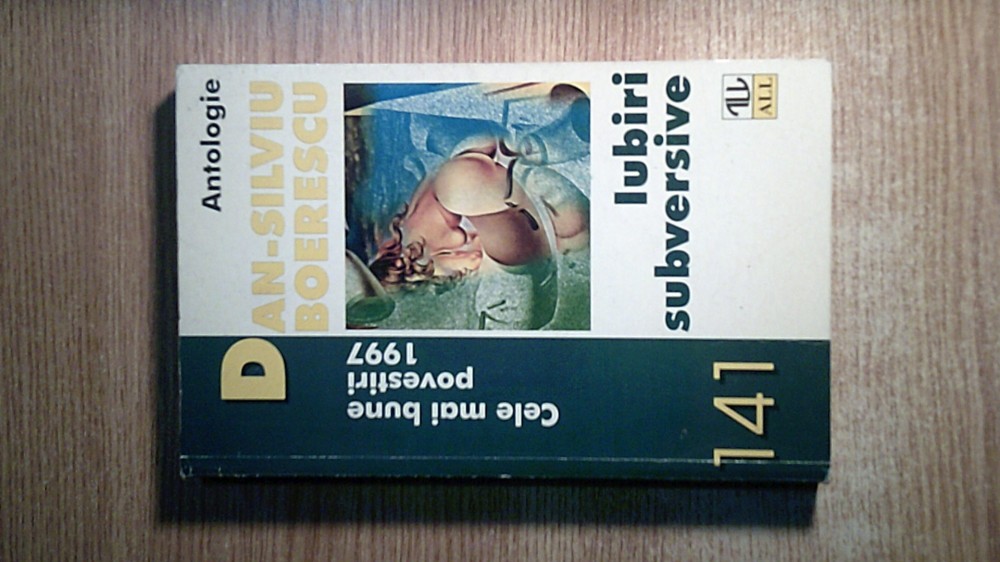 Antologie
DAN-SILVIU
BOERESCU
Cele mai bune
povestiri
1997
Iubiri
subversive
ALL
141